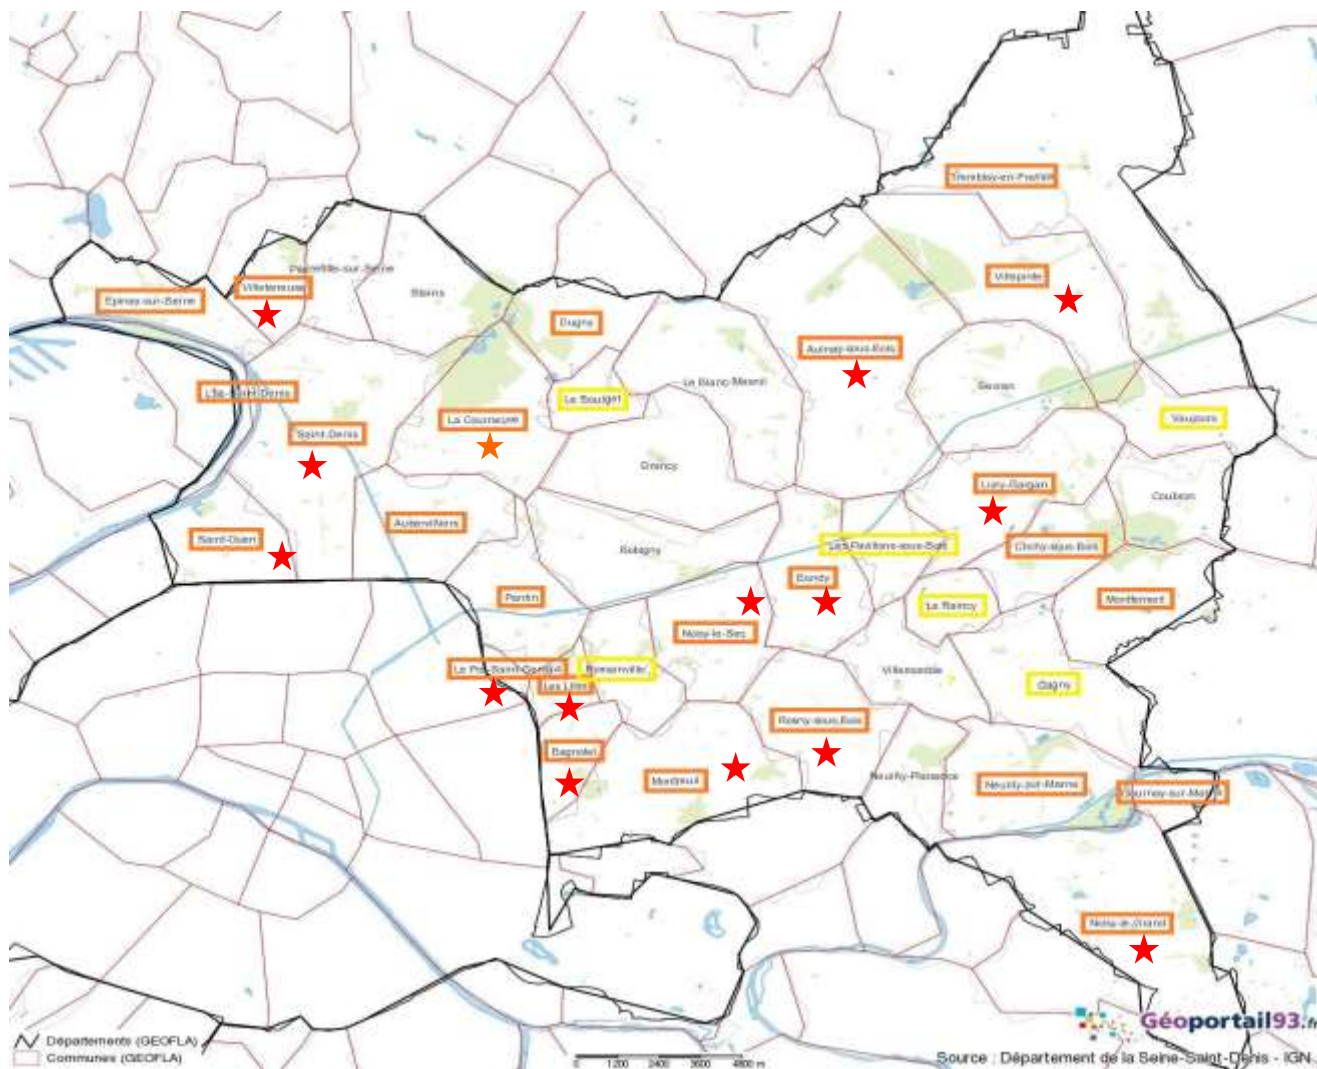 Tremblay-en-France
Pierrefitte-sur-Seine
Villetaneuse
Villepinte
Epinay-sur-Seine
Stains
Dugny
Aulnay-sous-Bois
Le Blanc-Mesnil
Sevran
L'Ile-Saint-Denis
Le Bourget
La Courneuve
Vaujours
Saint-Denis
Drancy
Livry-Gargan
Coubron
Aubervilliers
Saint-Ouen
Bobigny
Les Pavillons-sous-Bois
Clichy-sous-Bois
Bondy
Pantin
Le Raincy
Montfermeil
Noisy-le-Sec
Le Pré-Saint-Gervais
Romainville
Villemomble
Les Lilas
Gagny
Rosny-sous-Bois
Bagnolet
Montreuil
Neuilly-Plaisance
Neuilly-sur-Marne
Gournay-sur-Marne
Noisy-le-Grand
Géoportail93.fr
Départements (GEOFLA)
Communes (GEOFLA)
0 1200 2400 3600 4800 m
Source : Département de la Seine-Saint-Denis - IGN